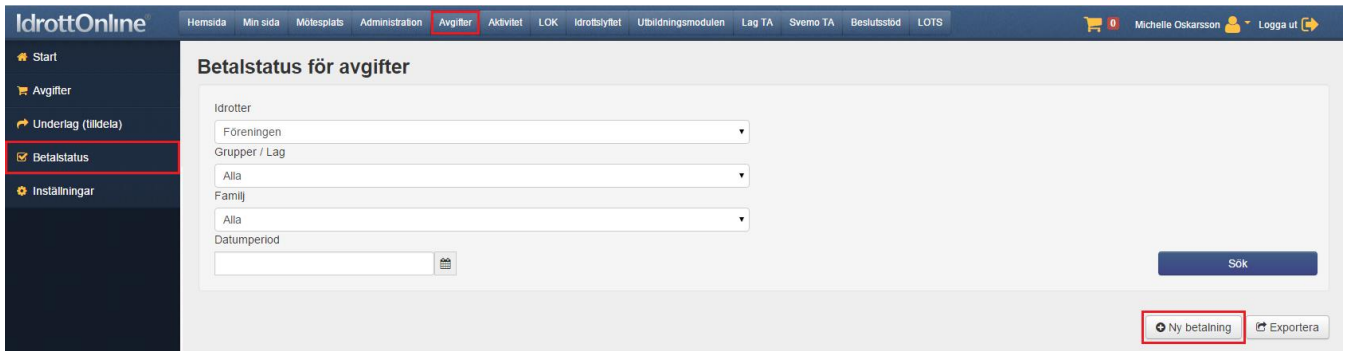 IdrottOnline Hemsida Min sida Mötesplats Administration Avgifter Aktivitet LOK Idrottslyftet Utbildningsmodulen Lag TA Svemo TA Beslutsstöd LOTS 0 Michelle Oskarsson Logga ut
Start
Avgifter
Underlag (tilldela)
Betalstatus
Inställningar
Betalstatus för avgifter
Idrotter
Föreningen
Grupper / Lag
Alla
Familj
Alla
Datumperiod
Sök
Ny betalning Exportera